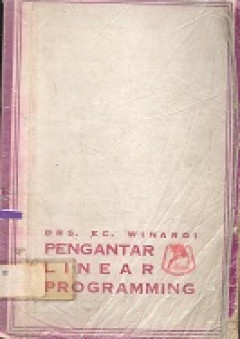 DRS. EC. WINARDI
PENGANTAR
LINEAR
PROGRAMMING